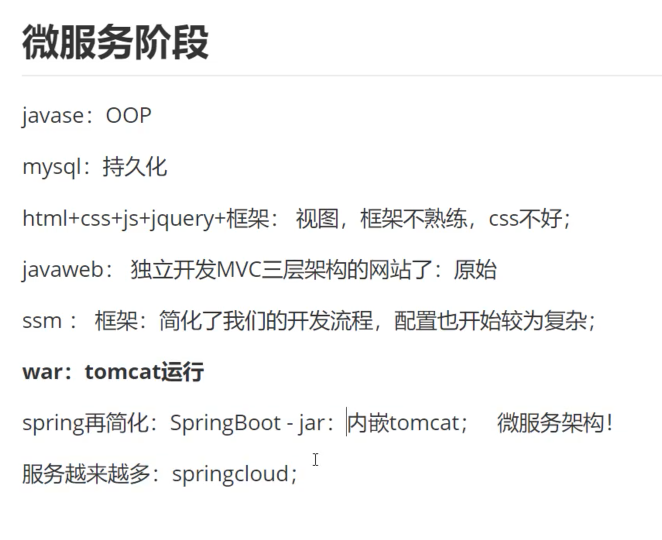 微服务阶段
javase：OOP
mysql：持久化
html+css+js+jquery+框架： 视图，框架不熟练，css不好；
javaweb： 独立开发MVC三层架构的网站了：原始
ssm ： 框架：简化了我们的开发流程，配置也开始较为复杂；
war：tomcat运行
spring再简化：SpringBoot - jar：内嵌tomcat； 微服务架构！
服务越来越多：springcloud；